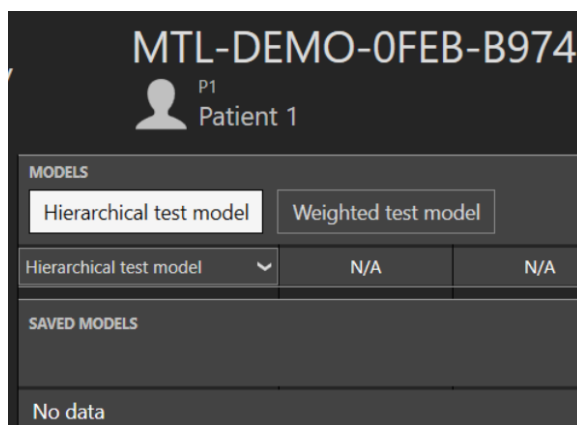 MTL-DEMO-0FEB-B974
P1
Patient 1
MODELS
Hierarchical test model Weighted test model
Hierarchical test model N/A N/A
SAVED MODELS
No data